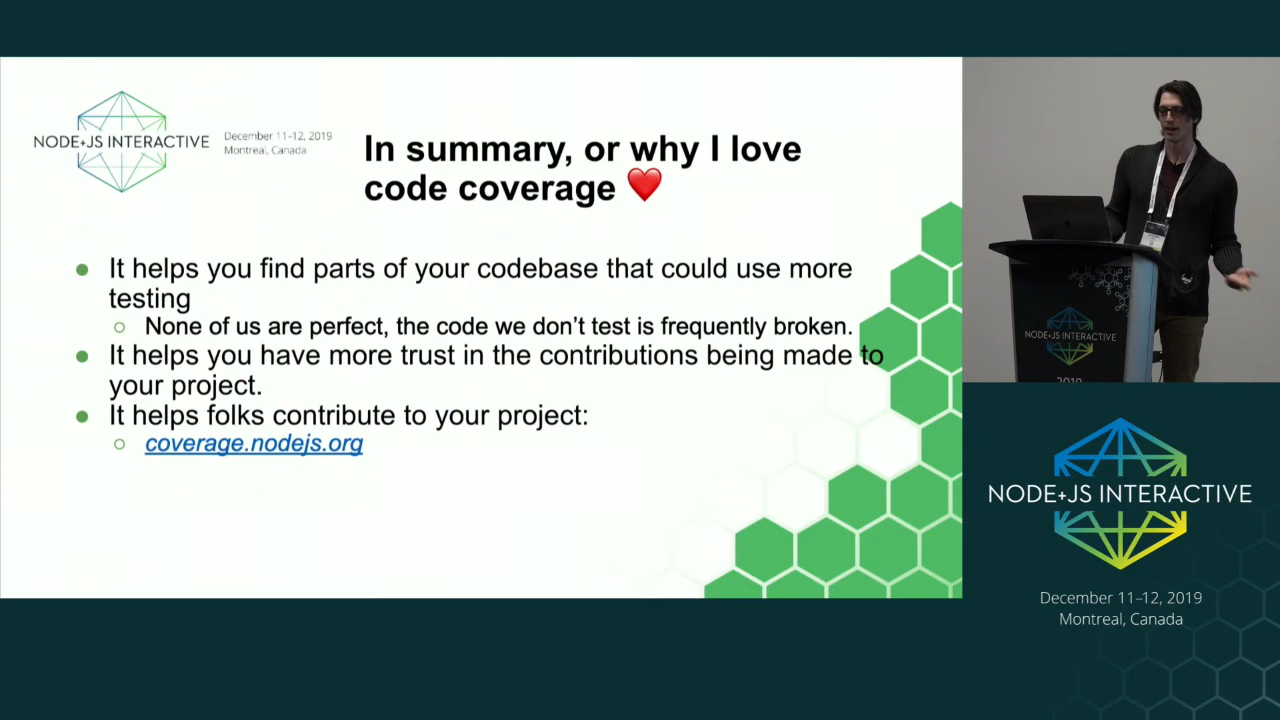 NODE+JS INTERACTIVE
December 11–12, 2019
Montreal, Canada
In summary, or why I love
code coverage ❤️
● It helps you find parts of your codebase that could use more
testing
○ None of us are perfect, the code we don't test is frequently broken.
● It helps you have more trust in the contributions being made to
your project.
● It helps folks contribute to your project:
○ coverage.nodejs.org
NODE+JS INTERACTIVE
2019
NODE+JS INTERACTIVE
December 11–12, 2019
Montreal, Canada